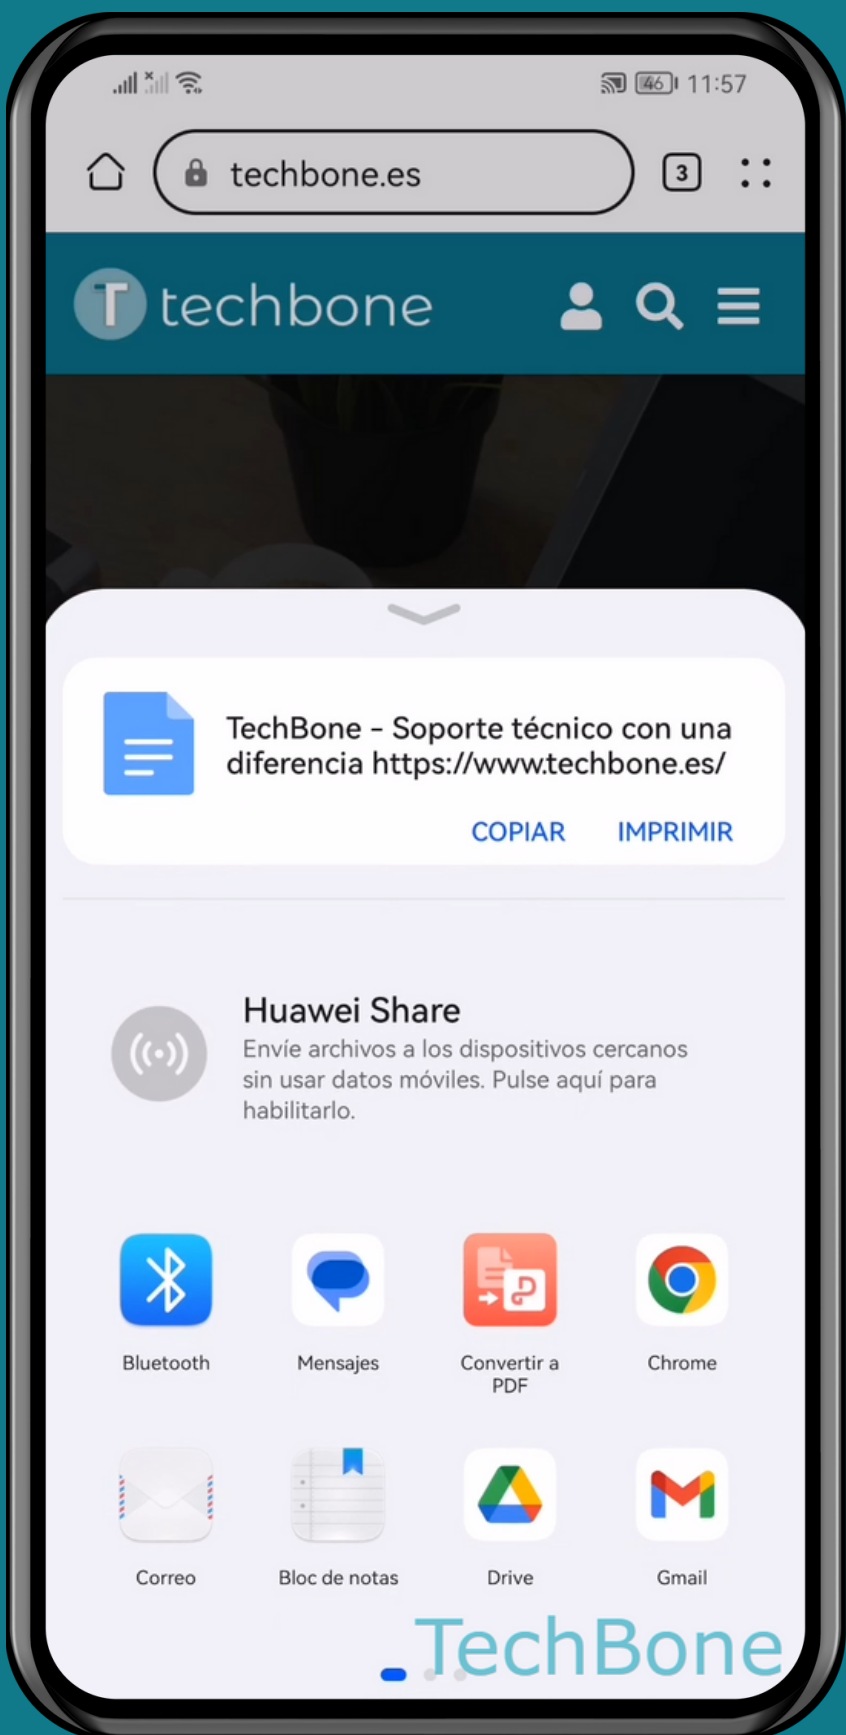 46 11:57
techbone.es
3
T techbone
TechBone - Soporte técnico con una
diferencia https://www.techbone.es/
COPIAR IMPRIMIR
Huawei Share
Envíe archivos a los dispositivos cercanos
sin usar datos móviles. Pulse aquí para
habilitarlo.
Bluetooth Mensajes Convertir a Chrome
PDF
Correo Bloc de notas Drive Gmail
TechBone